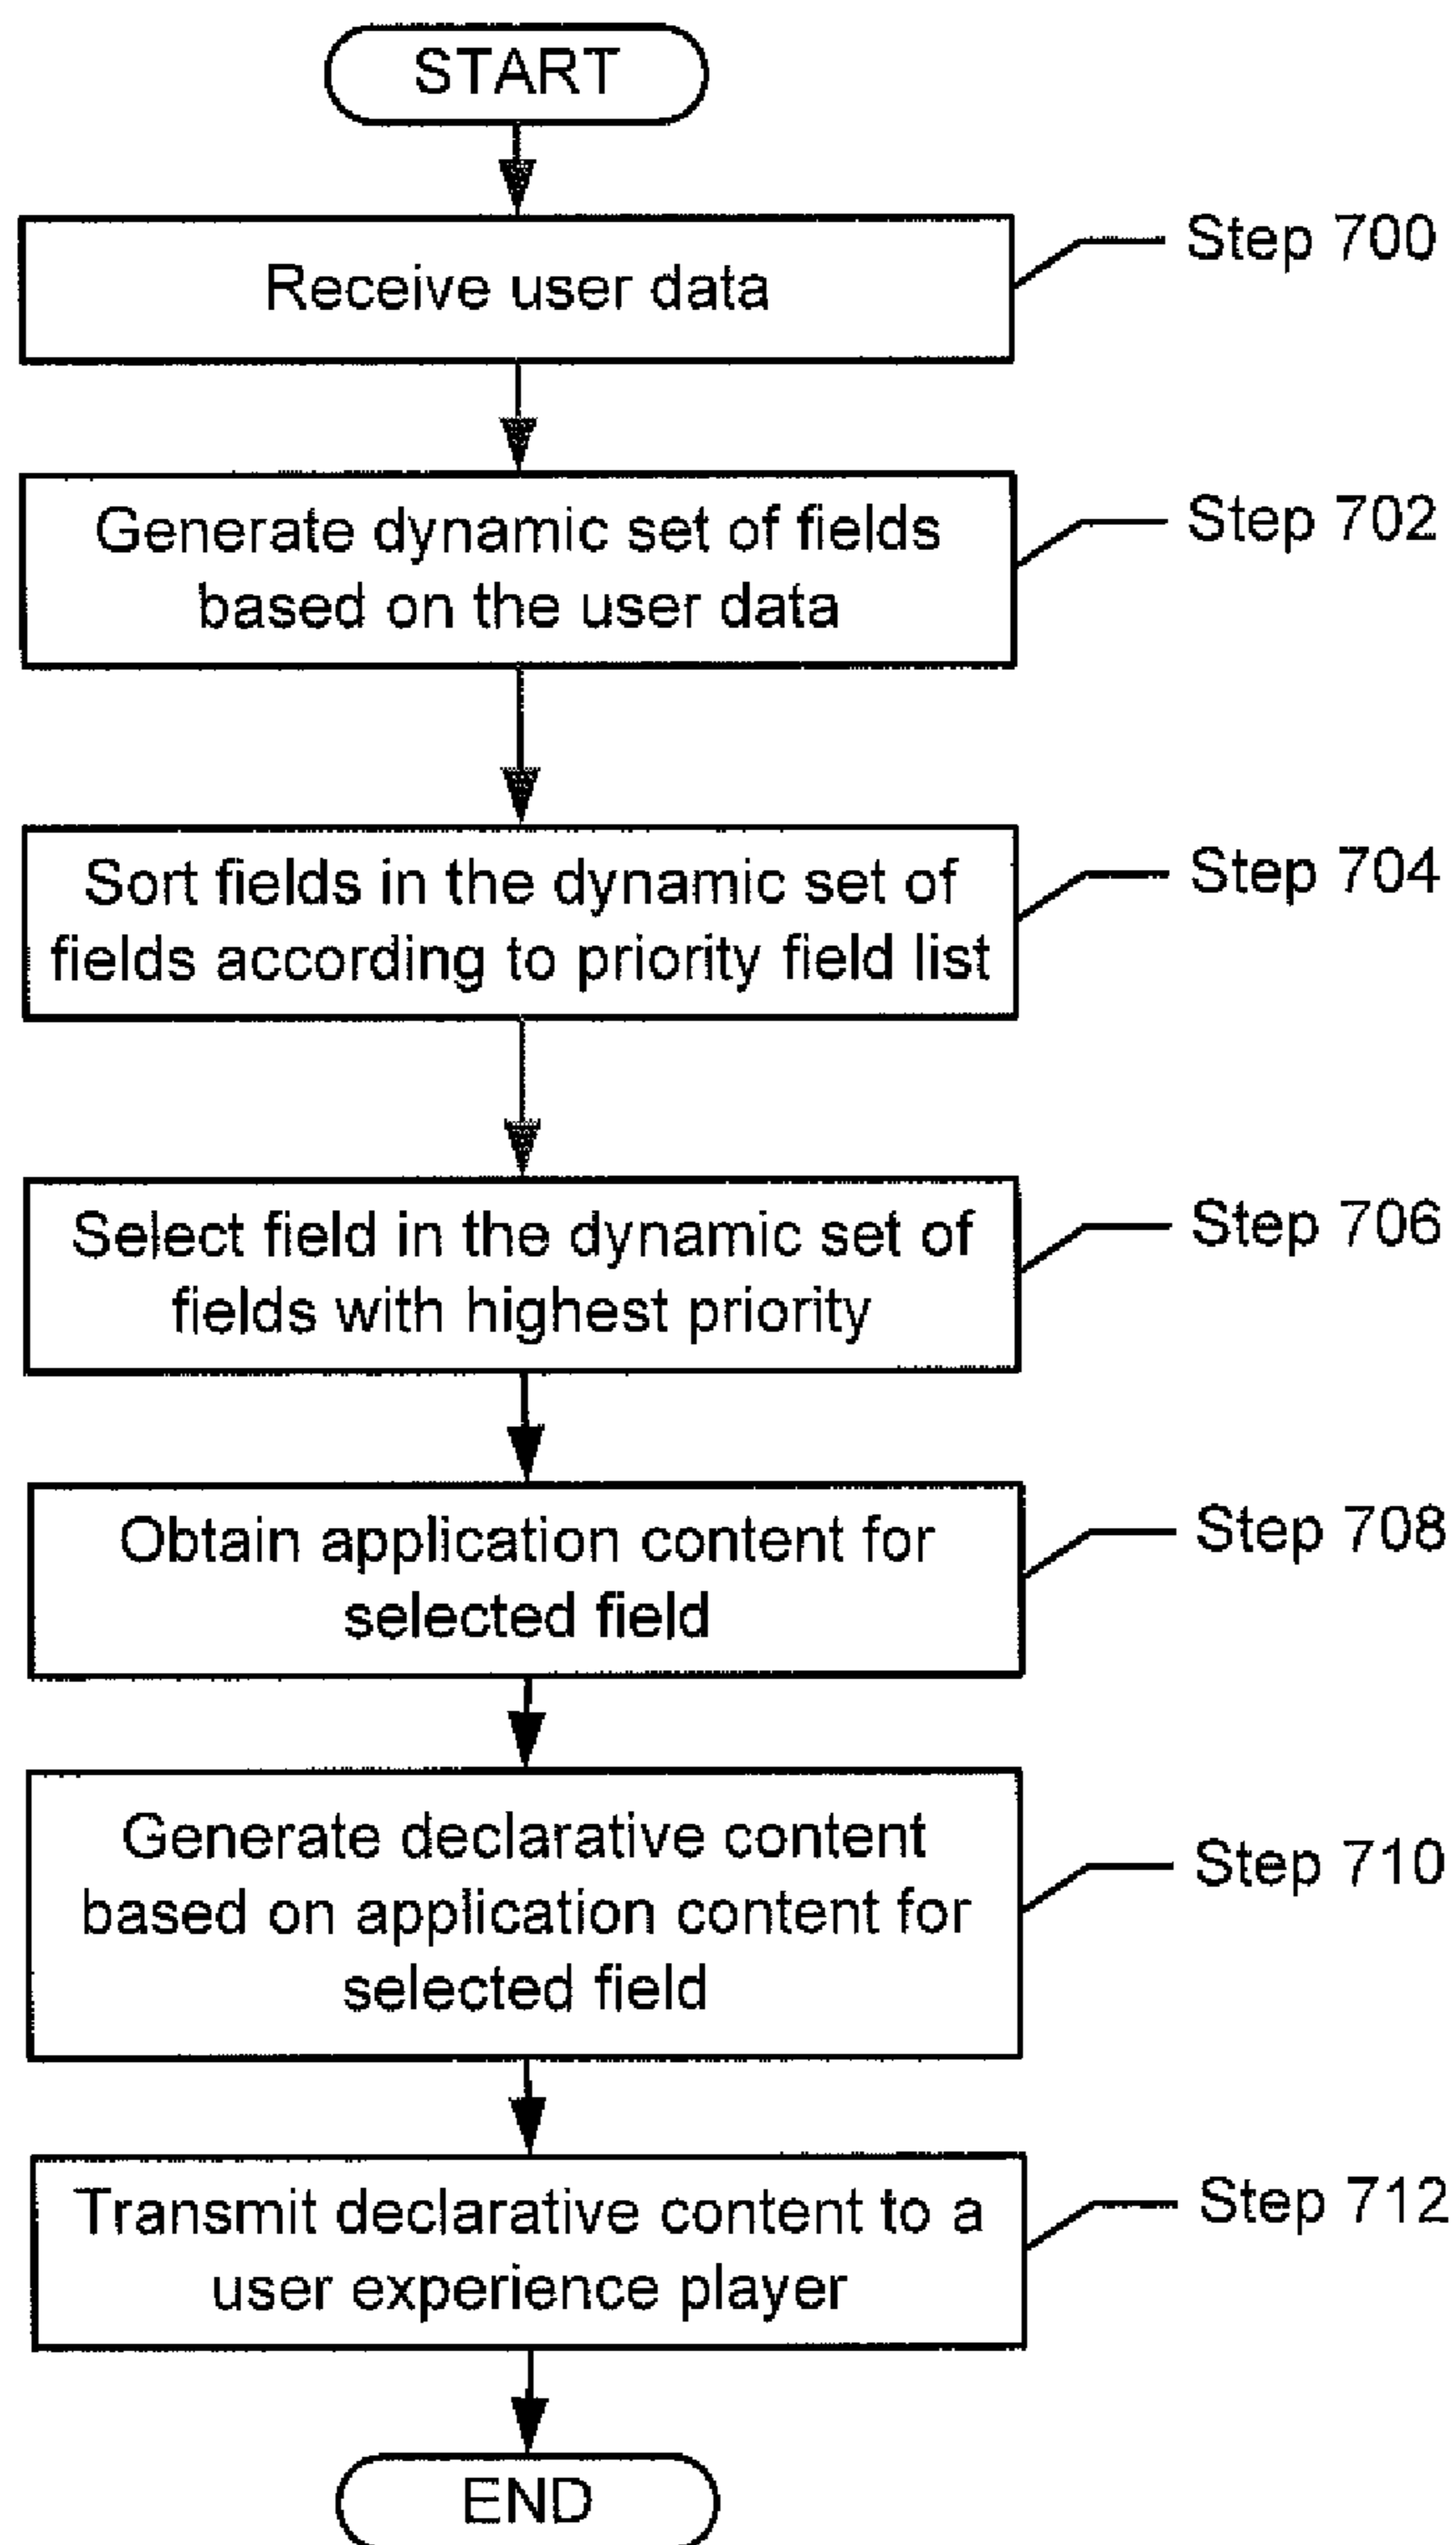 START
Receive user data
Step 700
Generate dynamic set of fields
based on the user data
Step 702
Sort fields in the dynamic set of
fields according to priority field list
Step 704
Select field in the dynamic set of
fields with highest priority
Step 706
Obtain application content for
selected field
Step 708
Generate declarative content
based on application content for
selected field
Step 710
Transmit declarative content to a
user experience player
Step 712
END